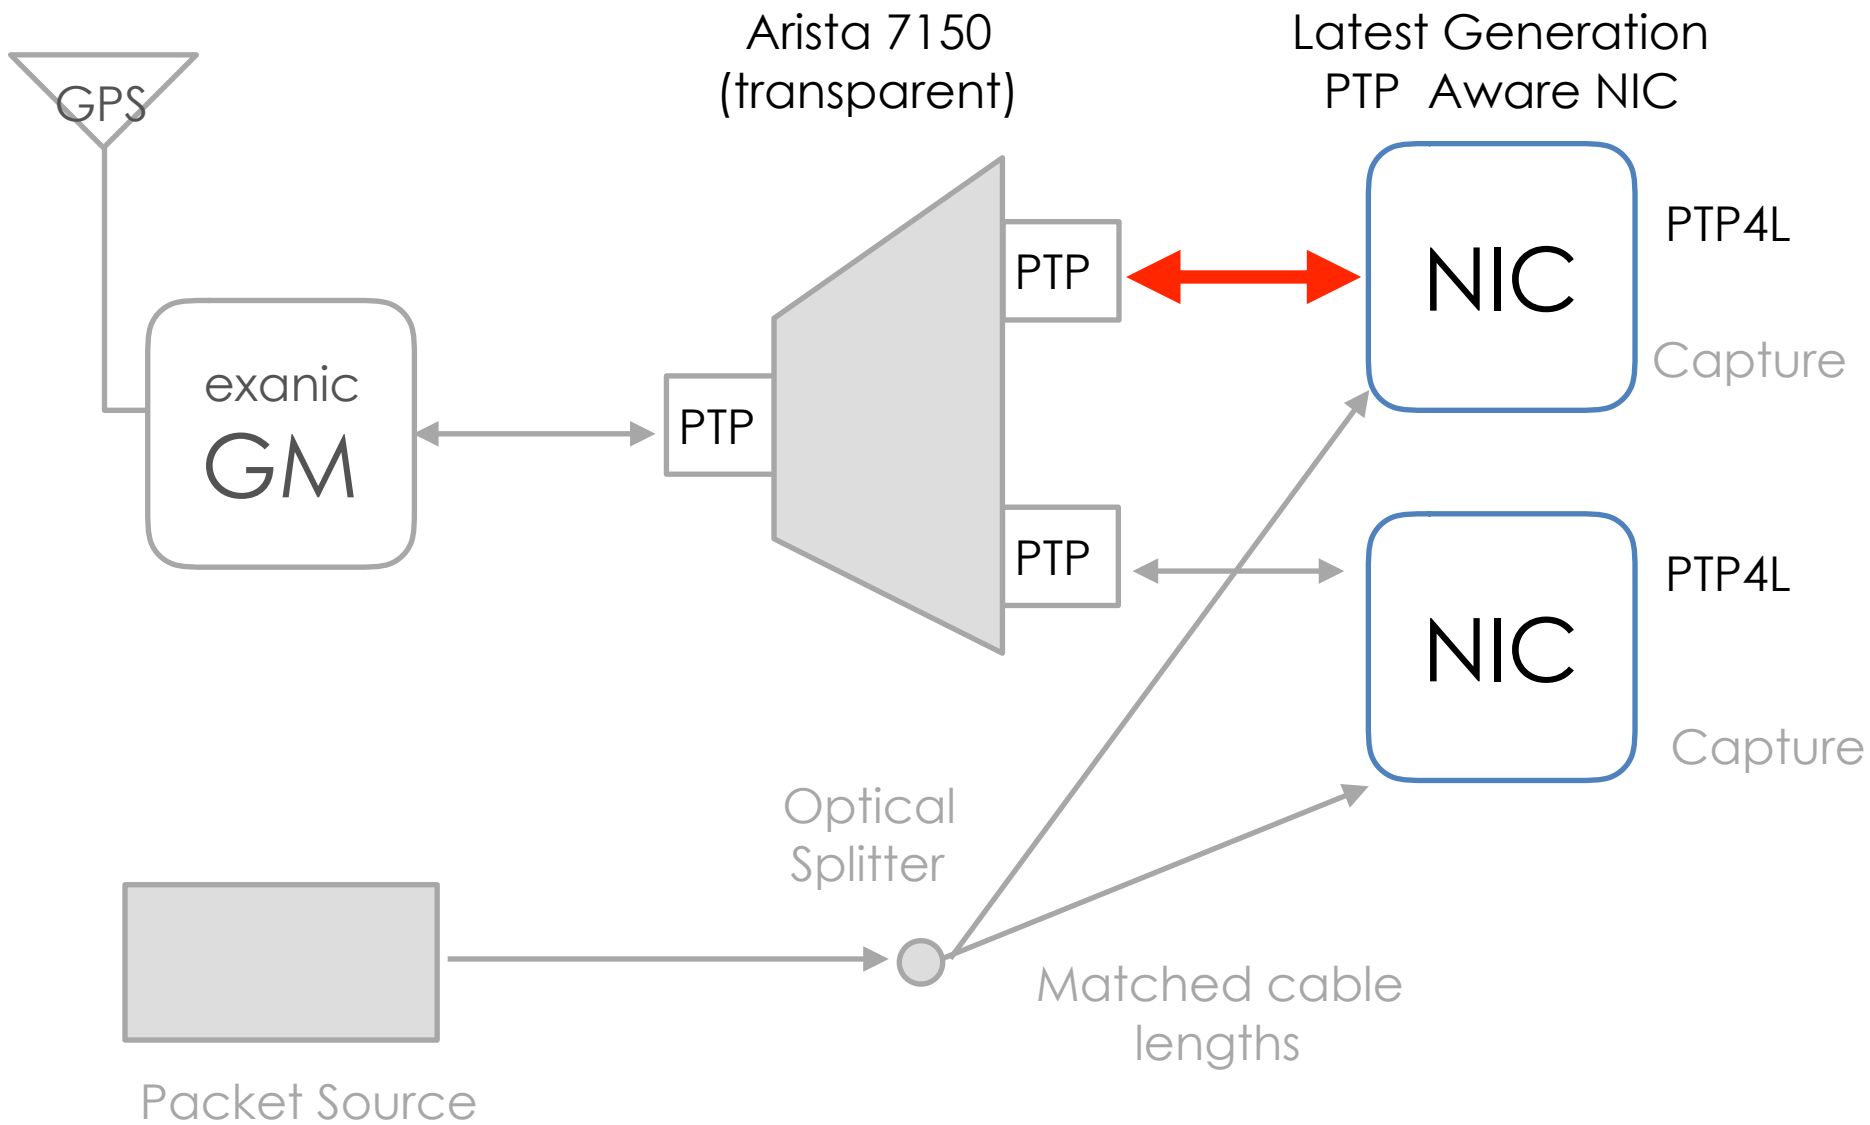 Arista 7150
(transparent)
Latest Generation
PTP Aware NIC
GPS
exanic
GM
PTP
PTP
PTP
NIC
PTP4L
Capture
NIC
PTP4L
Capture
Optical
Splitter
Matched cable
lengths
Packet Source